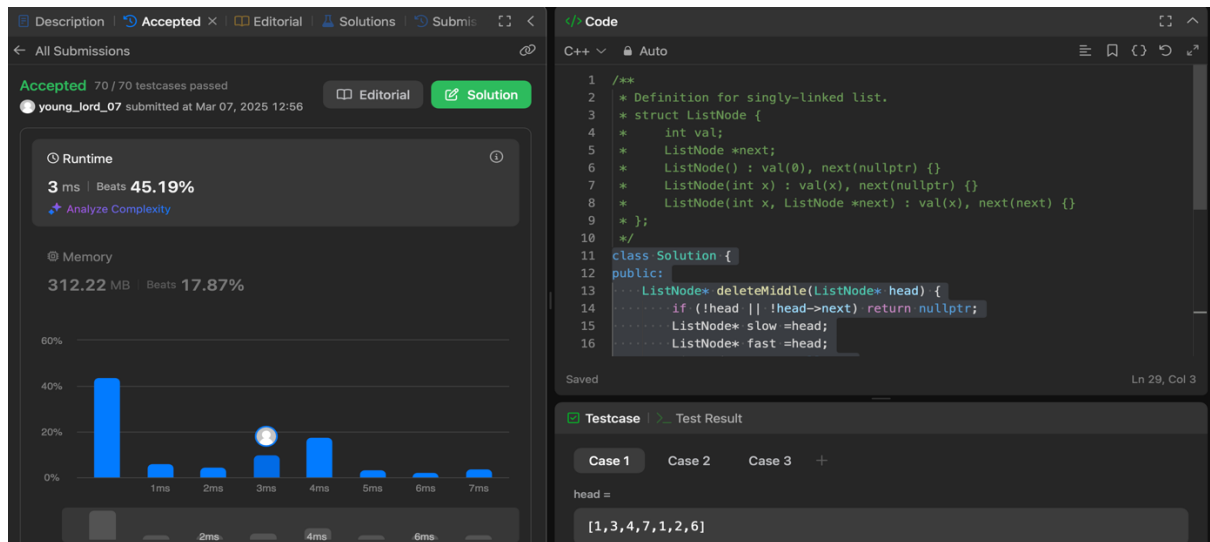 Description | Accepted × | Editorial | Solutions | Submis
← All Submissions
Accepted 70 / 70 testcases passed
young_lord_07 submitted at Mar 07, 2025 12:56
Editorial
Solution
Runtime
3 ms | Beats 45.19%
Analyze Complexity
Memory
312.22 MB | Beats 17.87%
60%
40%
20%
0%
1ms 2ms 3ms 4ms 5ms 6ms 7ms
2ms 4ms 6ms
</> Code
C++ Auto
1 /**
2 * Definition for singly-linked list.
3 * struct ListNode {
4 *     int val;
5 *     ListNode *next;
6 *     ListNode() : val(0), next(nullptr) {}
7 *     ListNode(int x) : val(x), next(nullptr) {}
8 *     ListNode(int x, ListNode *next) : val(x), next(next) {}
9 * };
10 */
11 class Solution {
12 public:
13     ListNode* deleteMiddle(ListNode* head) {
14         if (!head || !head->next) return nullptr;
15         ListNode* slow =head;
16         ListNode* fast =head;
Saved
Ln 29, Col 3
Testcase | >_ Test Result
Case 1 Case 2 Case 3 +
head =
[1,3,4,7,1,2,6]